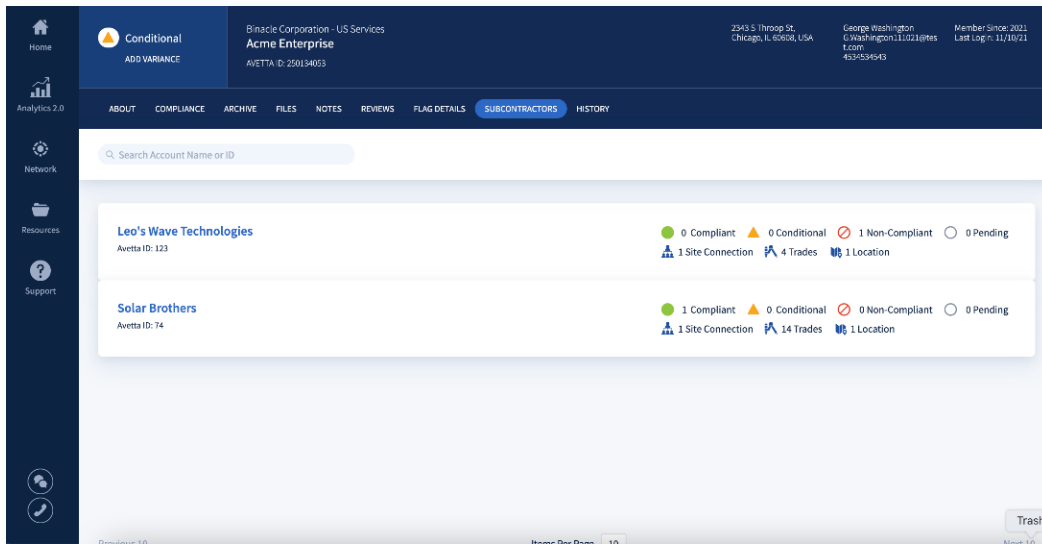 Home
Analytics 2.0
Network
Resources
Support
Conditional
ADD VARIANCE
Binacle Corporation - US Services
Acme Enterprise
AVETTA ID: 250134053
2343 S Throop St,
Chicago, IL 60608, USA
George Washington
G.Washington111021@tes
t.com
4534534543
Member Since: 2021
Last Login: 11/10/21
ABOUT COMPLIANCE ARCHIVE FILES NOTES REVIEWS FLAG DETAILS SUBCONTRACTORS HISTORY
Search Account Name or ID
Leo's Wave Technologies
Avetta ID: 123
0 Compliant 0 Conditional 1 Non-Compliant 0 Pending
1 Site Connection 4 Trades 1 Location
Solar Brothers
Avetta ID: 74
1 Compliant 0 Conditional 0 Non-Compliant 0 Pending
1 Site Connection 14 Trades 1 Location
Trash
Previous 10 Items Per Page 10 Next 10